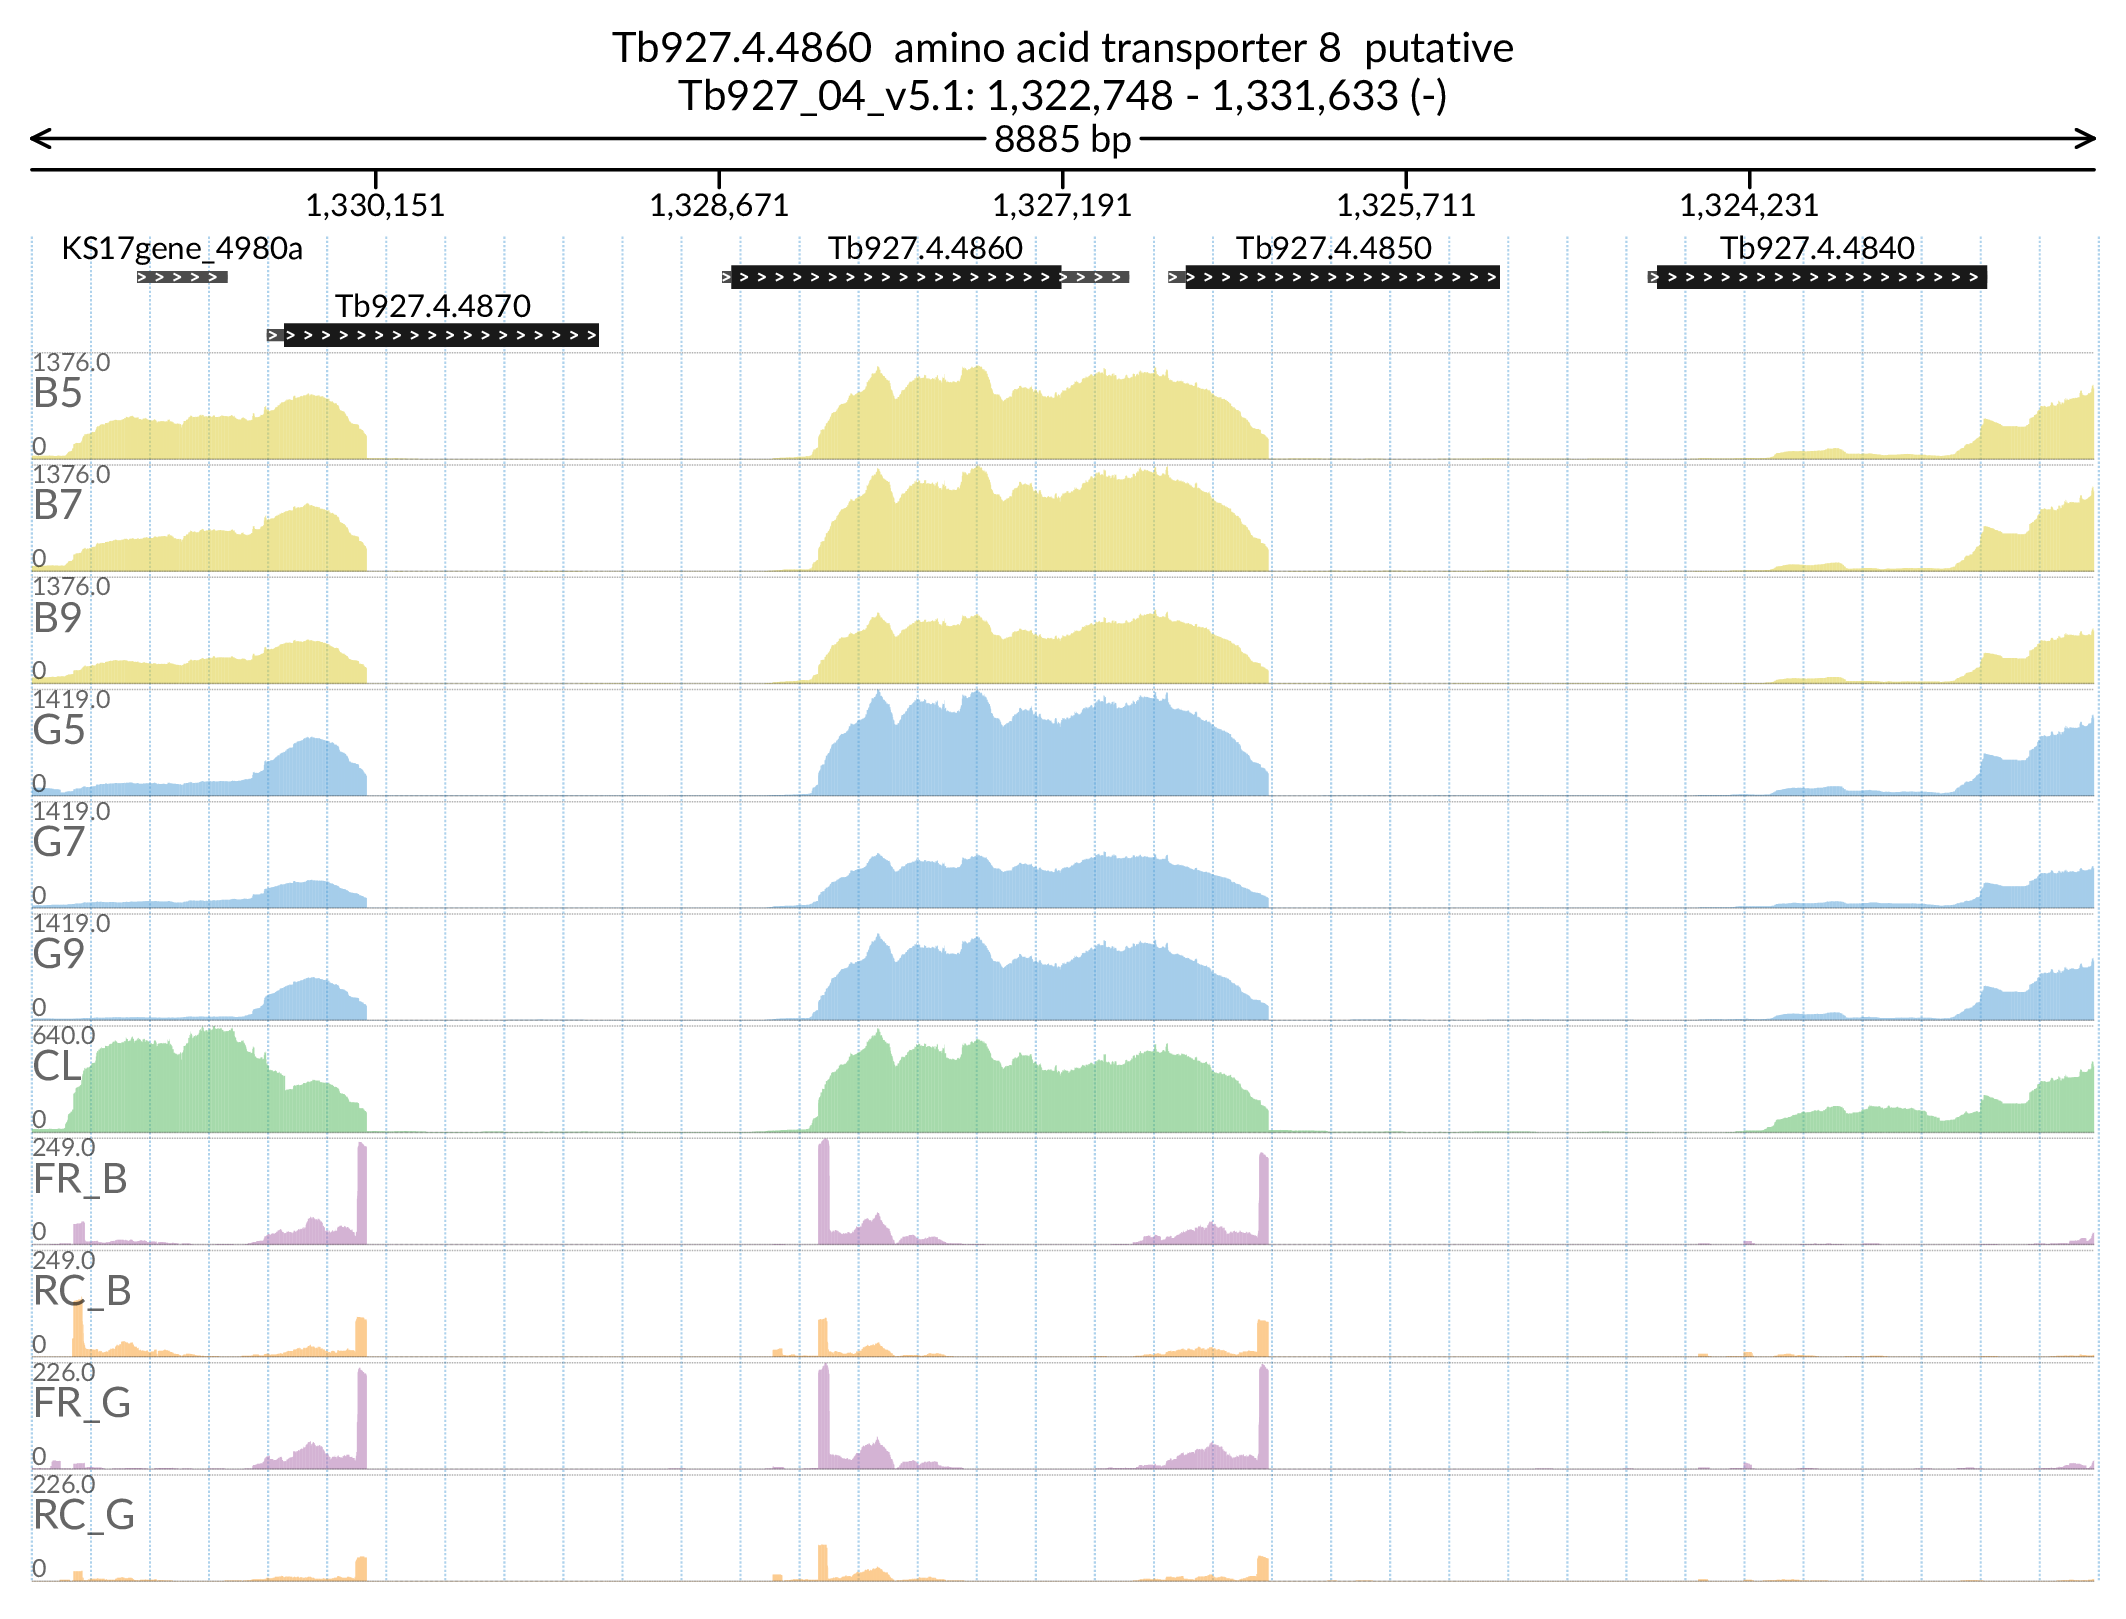 Tb927.4.4860  amino acid transporter 8  putative
Tb927_04_v5.1: 1,322,748 - 1,331,633 (-)
8885 bp
1,330,151 1,328,671 1,327,191 1,325,711 1,324,231
KS17gene_4980a Tb927.4.4860 Tb927.4.4850 Tb927.4.4840
Tb927.4.4870
1376.0
B5
0
1376.0
B7
0
1376.0
B9
0
1419.0
G5
0
1419.0
G7
0
1419.0
G9
0
640.0
CL
0
249.0
FR_B
0
249.0
RC_B
0
226.0
FR_G
0
226.0
RC_G
0